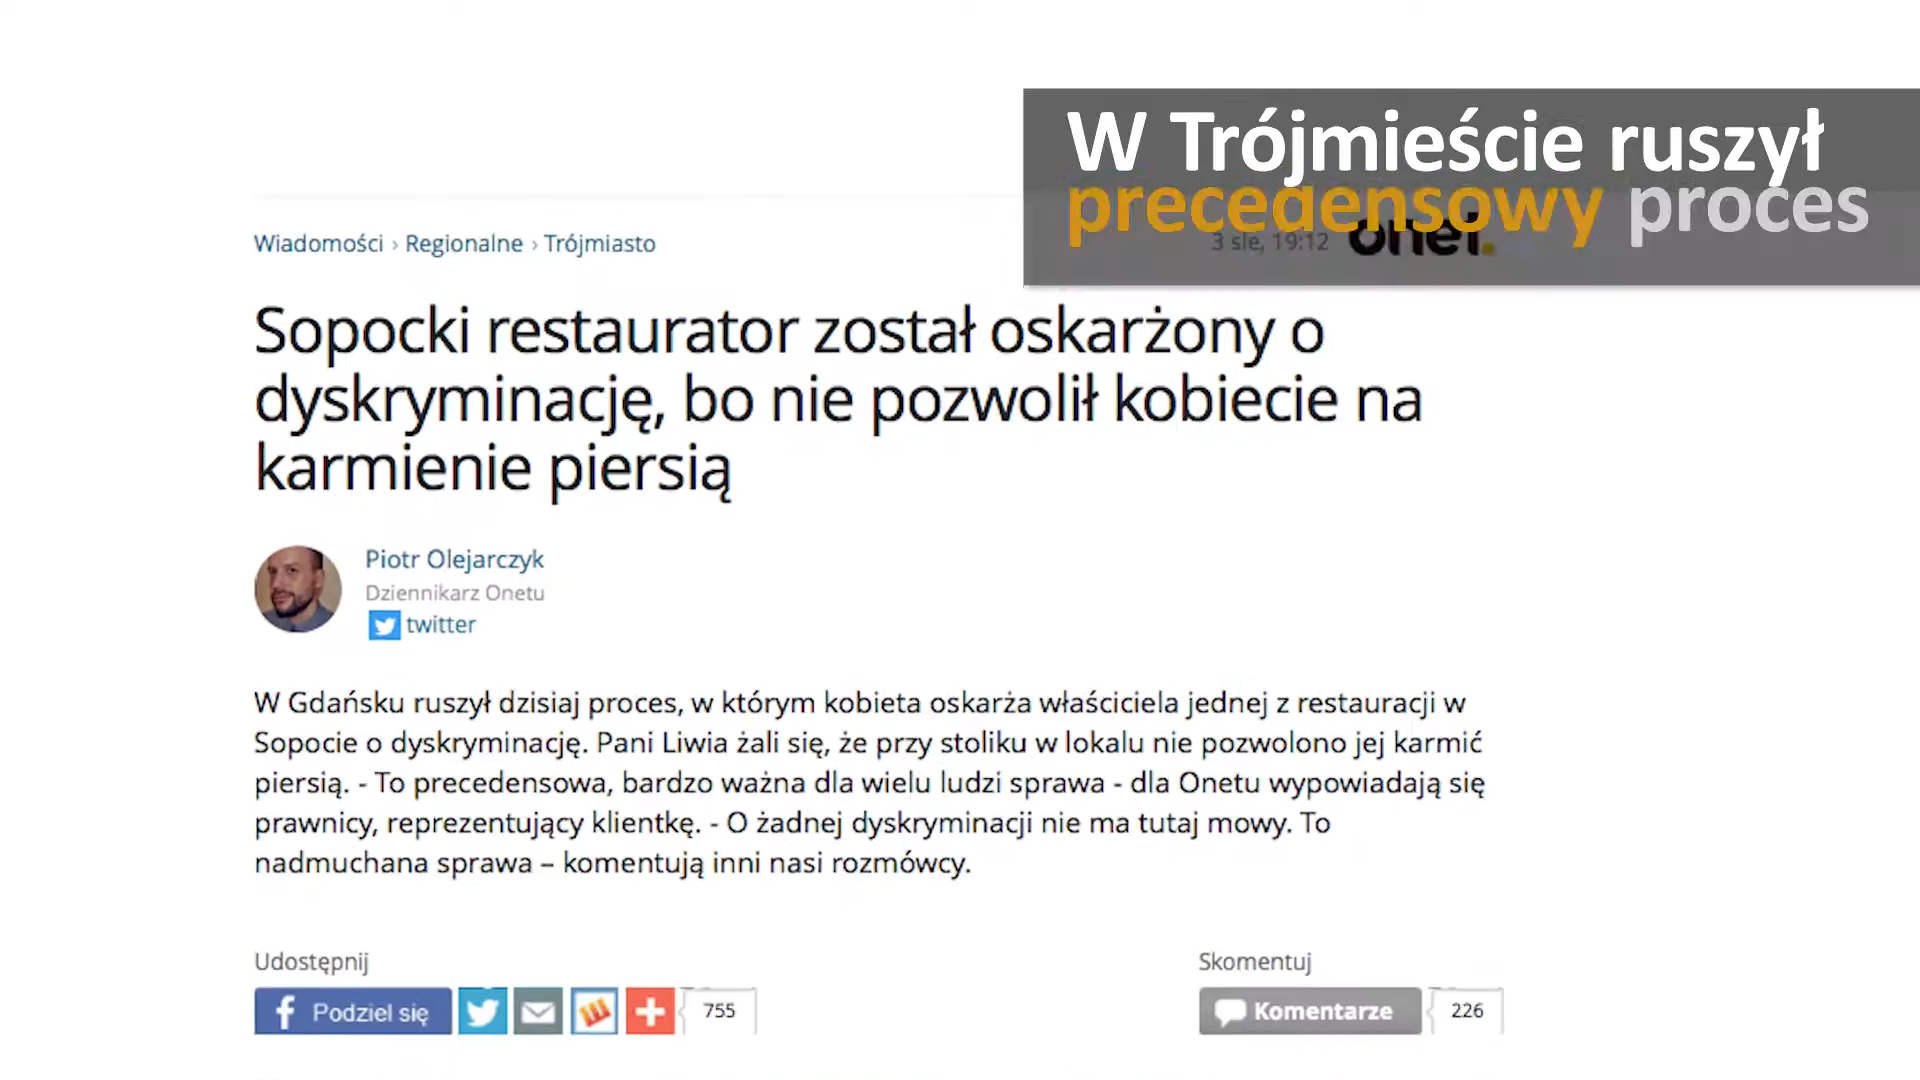 W Trójmieście ruszył
precedensowy proces
Wiadomości › Regionalne › Trójmiasto
3 sie, 19:12 onet.
Sopocki restaurator został oskarżony o
dyskryminację, bo nie pozwolił kobiecie na
karmienie piersią
Piotr Olejarczyk
Dziennikarz Onetu
twitter
W Gdańsku ruszył dzisiaj proces, w którym kobieta oskarża właściciela jednej z restauracji w
Sopocie o dyskryminację. Pani Liwia żali się, że przy stoliku w lokalu nie pozwolono jej karmić
piersią. - To precedensowa, bardzo ważna dla wielu ludzi sprawa - dla Onetu wypowiadają się
prawnicy, reprezentujący klientkę. - O żadnej dyskryminacji nie ma tutaj mowy. To
nadmuchana sprawa – komentują inni nasi rozmówcy.
Udostępnij
Skomentuj
Podziel się 755
Komentarze 226